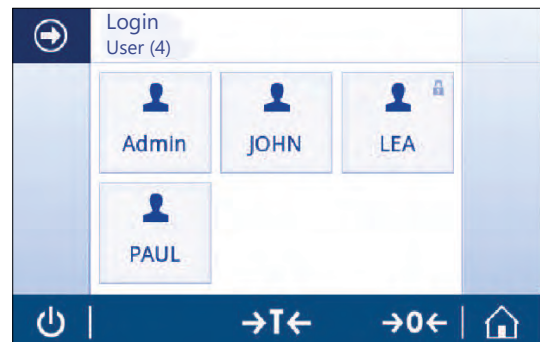 Login
User (4)
Admin
JOHN
LEA
PAUL
→T← →0←